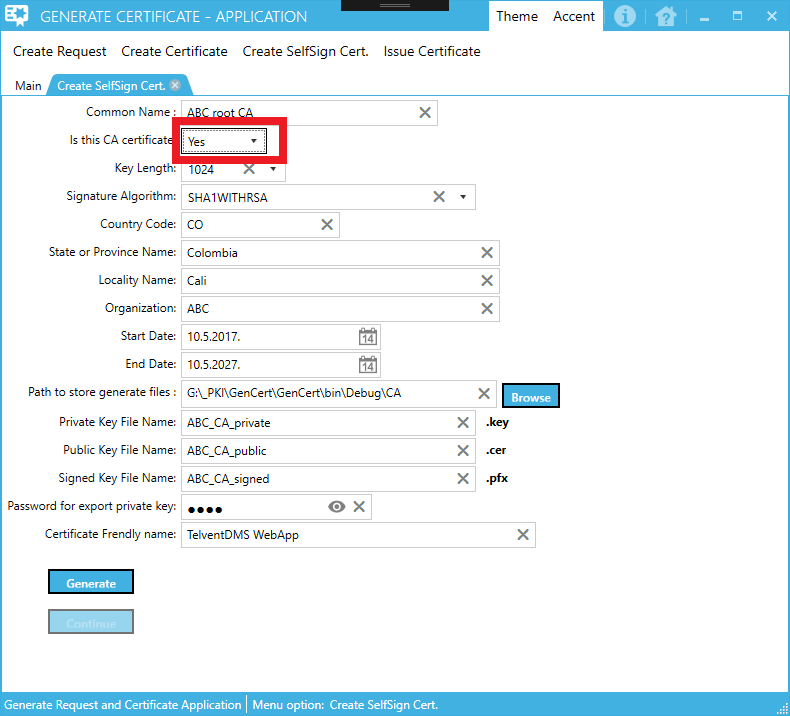 GENERATE CERTIFICATE - APPLICATION Theme Accent
Create Request Create Certificate Create SelfSign Cert. Issue Certificate
Main Create SelfSign Cert.
Common Name : ABC root CA
Is this CA certificate Yes
Key Length: 1024
Signature Algorithm: SHA1WITHRSA
Country Code: CO
State or Province Name: Colombia
Locality Name: Cali
Organization: ABC
Start Date: 10.5.2017. 14
End Date: 10.5.2027. 14
Path to store generate files : G:\_PKI\GenCert\GenCert\bin\Debug\CA Browse
Private Key File Name: ABC_CA_private .key
Public Key File Name: ABC_CA_public .cer
Signed Key File Name: ABC_CA_signed .pfx
Password for export private key: ●●●●
Certificate Frendly name: TelventDMS WebApp
Generate
Continue
Generate Request and Certificate Application Menu option: Create SelfSign Cert.